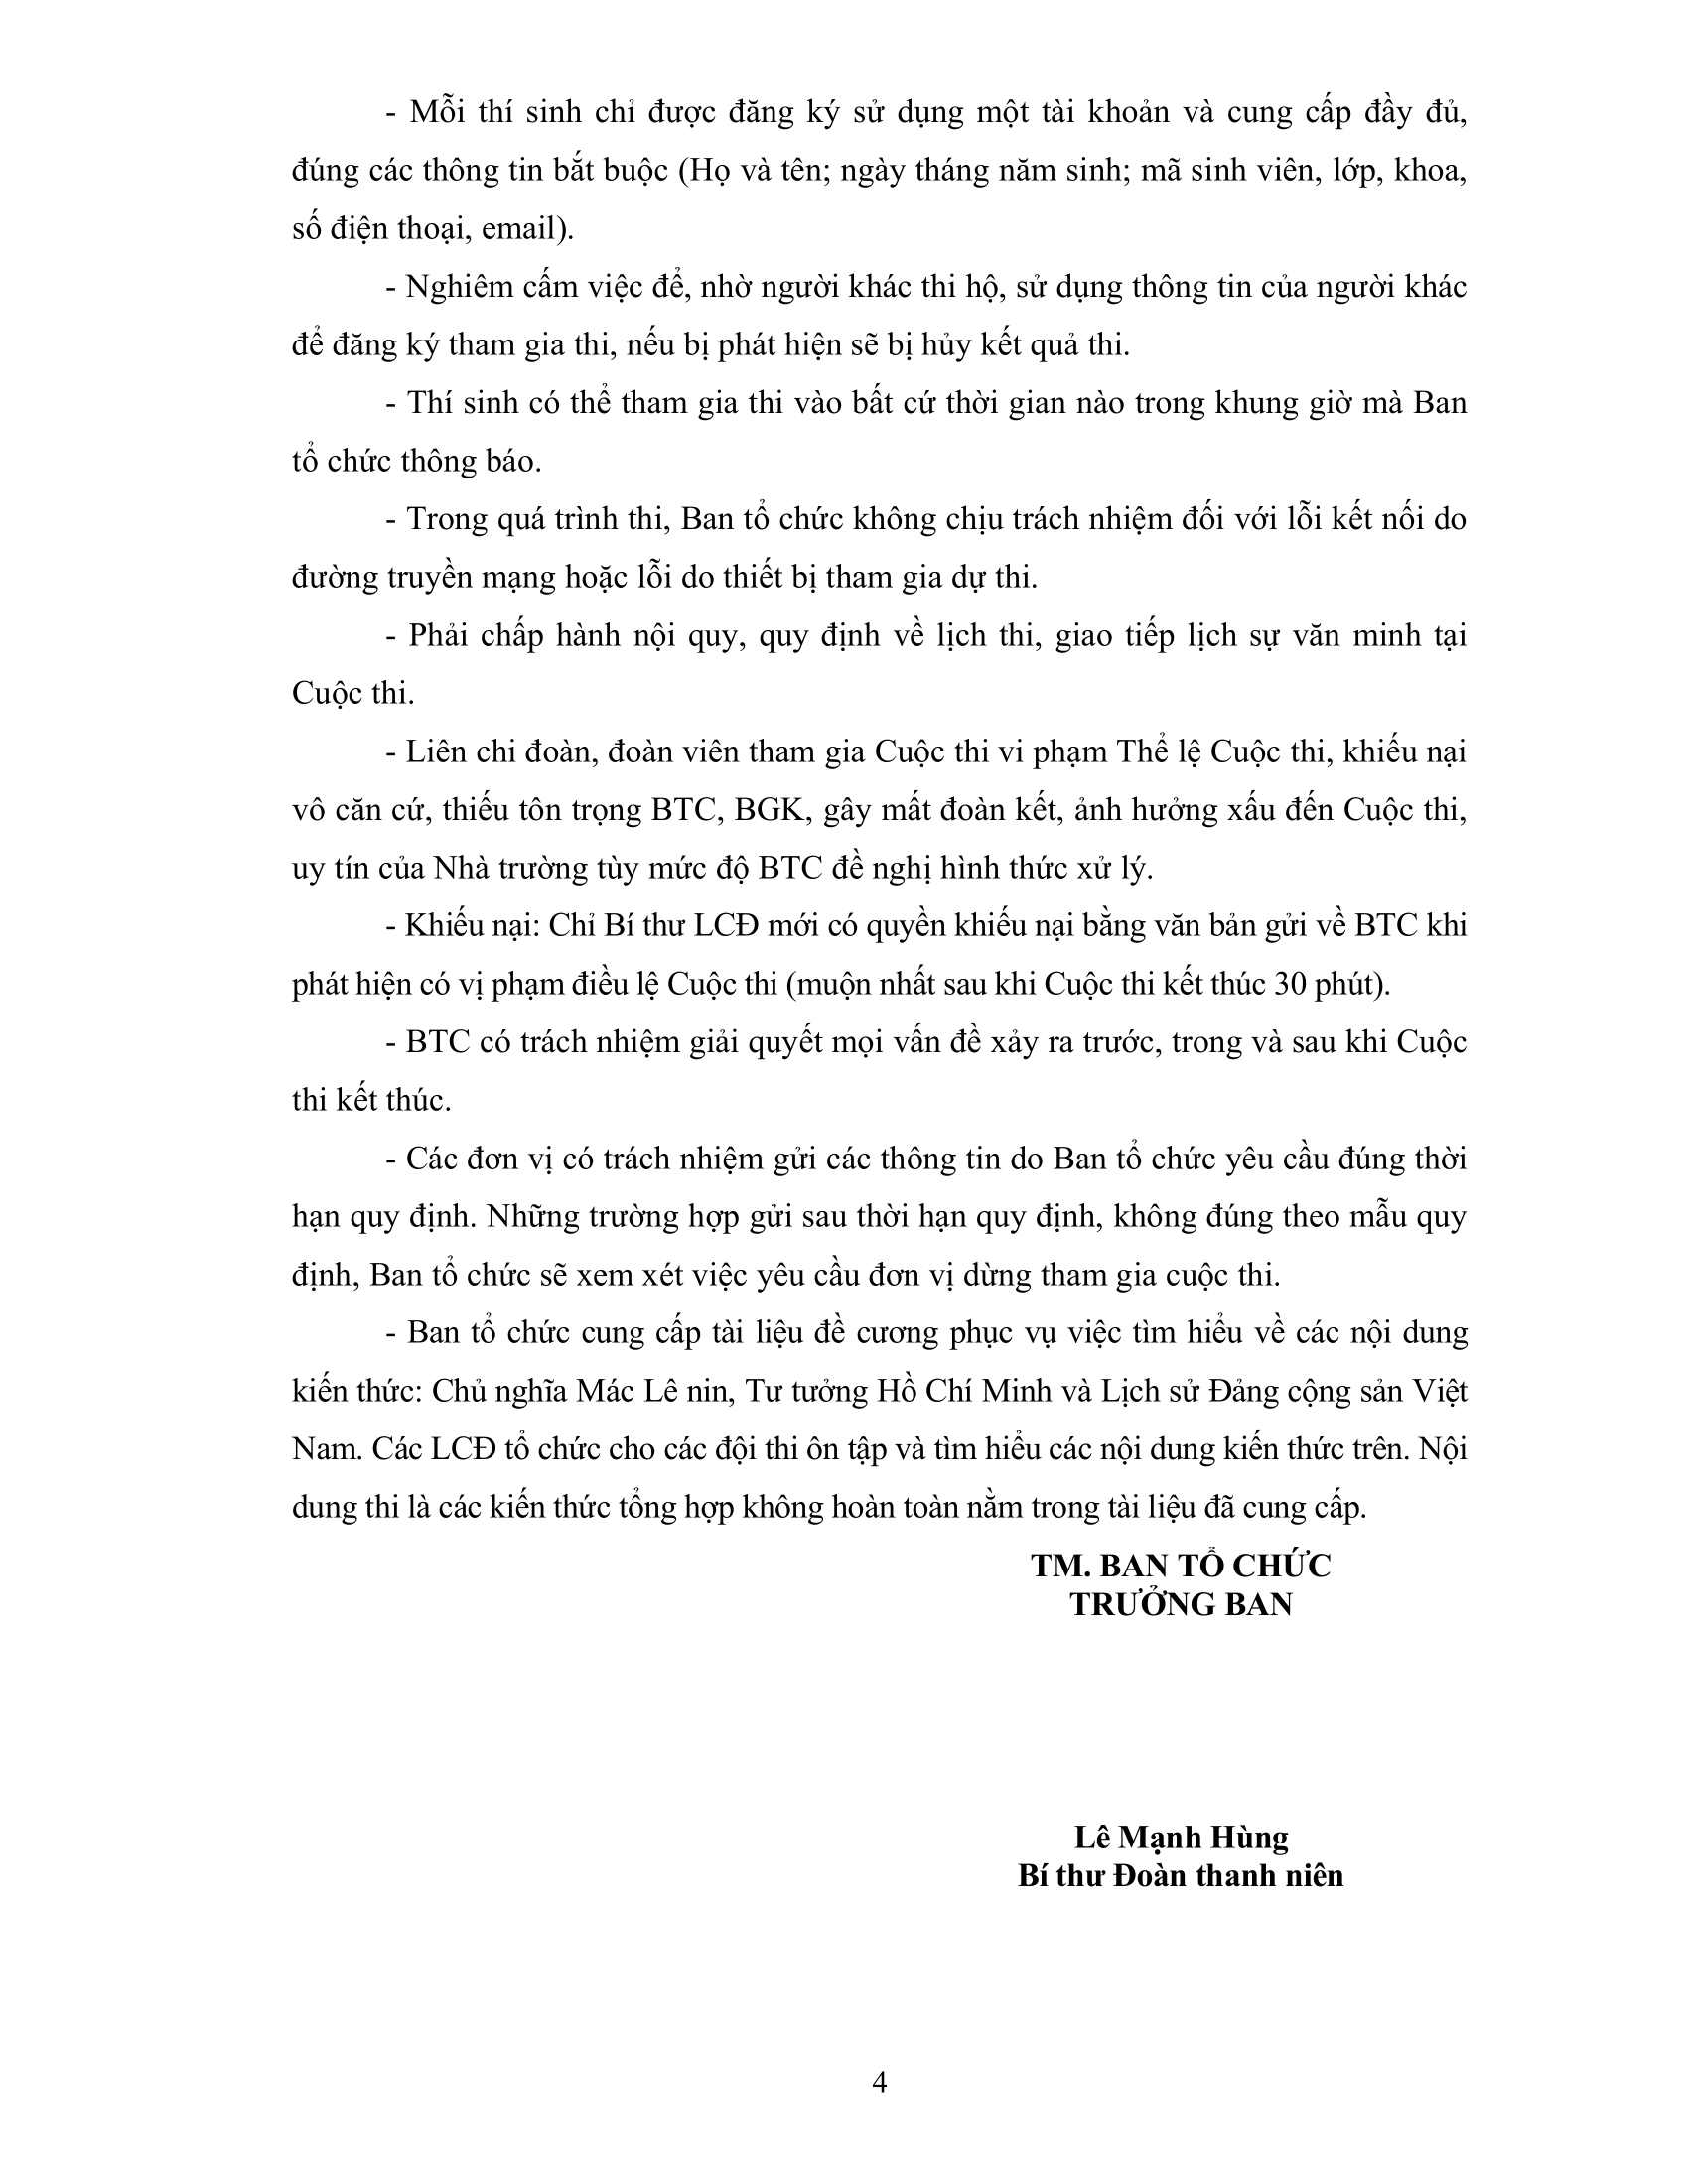 - Mỗi thí sinh chỉ được đăng ký sử dụng một tài khoản và cung cấp đầy đủ,
đúng các thông tin bắt buộc (Họ và tên; ngày tháng năm sinh; mã sinh viên, lớp, khoa,
số điện thoại, email).
- Nghiêm cấm việc để, nhờ người khác thi hộ, sử dụng thông tin của người khác
để đăng ký tham gia thi, nếu bị phát hiện sẽ bị hủy kết quả thi.
- Thí sinh có thể tham gia thi vào bất cứ thời gian nào trong khung giờ mà Ban
tổ chức thông báo.
- Trong quá trình thi, Ban tổ chức không chịu trách nhiệm đối với lỗi kết nối do
đường truyền mạng hoặc lỗi do thiết bị tham gia dự thi.
- Phải chấp hành nội quy, quy định về lịch thi, giao tiếp lịch sự văn minh tại
Cuộc thi.
- Liên chi đoàn, đoàn viên tham gia Cuộc thi vi phạm Thể lệ Cuộc thi, khiếu nại
vô căn cứ, thiếu tôn trọng BTC, BGK, gây mất đoàn kết, ảnh hưởng xấu đến Cuộc thi,
uy tín của Nhà trường tùy mức độ BTC đề nghị hình thức xử lý.
- Khiếu nại: Chỉ Bí thư LCĐ mới có quyền khiếu nại bằng văn bản gửi về BTC khi
phát hiện có vị phạm điều lệ Cuộc thi (muộn nhất sau khi Cuộc thi kết thúc 30 phút).
- BTC có trách nhiệm giải quyết mọi vấn đề xảy ra trước, trong và sau khi Cuộc
thi kết thúc.
- Các đơn vị có trách nhiệm gửi các thông tin do Ban tổ chức yêu cầu đúng thời
hạn quy định. Những trường hợp gửi sau thời hạn quy định, không đúng theo mẫu quy
định, Ban tổ chức sẽ xem xét việc yêu cầu đơn vị dừng tham gia cuộc thi.
- Ban tổ chức cung cấp tài liệu đề cương phục vụ việc tìm hiểu về các nội dung
kiến thức: Chủ nghĩa Mác Lê nin, Tư tưởng Hồ Chí Minh và Lịch sử Đảng cộng sản Việt
Nam. Các LCĐ tổ chức cho các đội thi ôn tập và tìm hiểu các nội dung kiến thức trên. Nội
dung thi là các kiến thức tổng hợp không hoàn toàn nằm trong tài liệu đã cung cấp.
TM. BAN TỔ CHỨC
TRƯỞNG BAN
Lê Mạnh Hùng
Bí thư Đoàn thanh niên
4